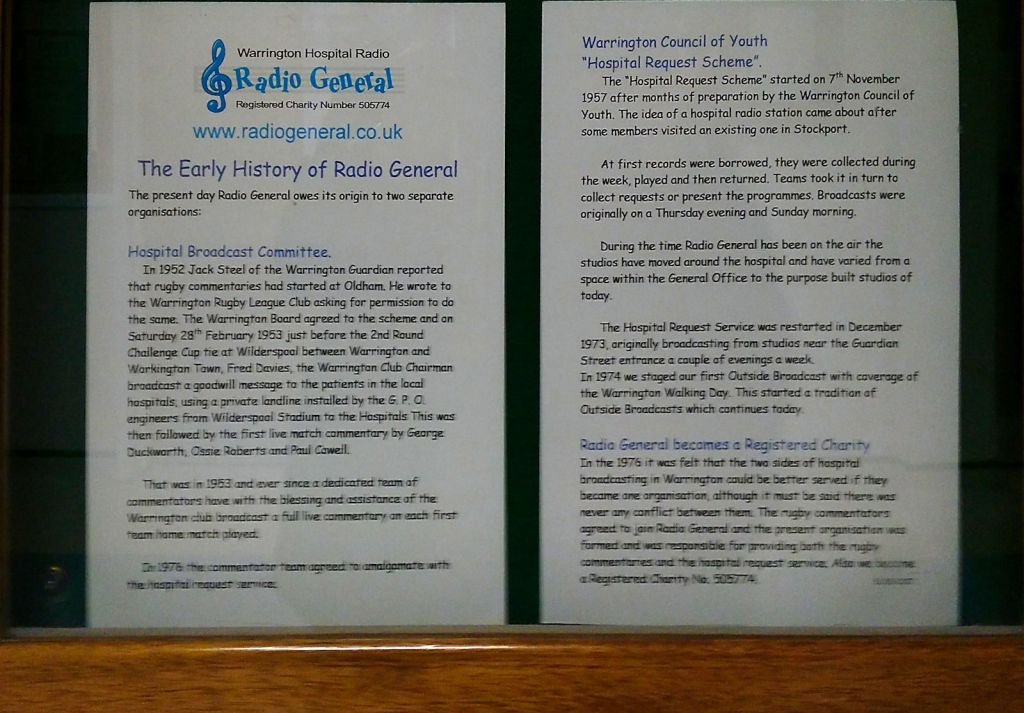 Warrington Hospital Radio
Radio General
Registered Charity Number 505774
www.radiogeneral.co.uk
The Early History of Radio General
The present day Radio General owes its origin to two separate
organisations:
Hospital Broadcast Committee.
In 1952 Jack Steel of the Warrington Guardian reported
that rugby commentaries had started at Oldham. He wrote to
the Warrington Rugby League Club asking for permission to do
the same. The Warrington Board agreed to the scheme and on
Saturday 28th February 1953 just before the 2nd Round
Challenge Cup tie at Wilderspool between Warrington and
Workington Town, Fred Davies, the Warrington Club Chairman
broadcast a goodwill message to the patients in the local
hospitals, using a private landline installed by the G. P. O.
engineers from Wilderspool Stadium to the Hospitals This was
then followed by the first live match commentary by George
Duckworth, Ossie Roberts and Paul Cowell.
That was in 1953 and ever since a dedicated team of
commentators have with the blessing and assistance of the
Warrington club broadcast a full live commentary on each first
team home match played.
In 1976 the commentator team agreed to amalgamate with
the hospital request service.
Warrington Council of Youth
"Hospital Request Scheme".
The "Hospital Request Scheme" started on 7th November
1957 after months of preparation by the Warrington Council of
Youth. The idea of a hospital radio station came about after
some members visited an existing one in Stockport.
At first records were borrowed, they were collected during
the week, played and then returned. Teams took it in turn to
collect requests or present the programmes. Broadcasts were
originally on a Thursday evening and Sunday morning.
During the time Radio General has been on the air the
studios have moved around the hospital and have varied from a
space within the General Office to the purpose built studios of
today.
The Hospital Request Service was restarted in December
1973, originally broadcasting from studios near the Guardian
Street entrance a couple of evenings a week.
In 1974 we staged our first Outside Broadcast with coverage of
the Warrington Walking Day. This started a tradition of
Outside Broadcasts which continues today.
Radio General becomes a Registered Charity
In the 1976 it was felt that the two sides of hospital
broadcasting in Warrington could be better served if they
became one organisation, although it must be said there was
never any conflict between them. The rugby commentators
agreed to join Radio General and the present organisation was
formed and was responsible for providing both the rugby
commentaries and the hospital request service. Also we became
a Registered Charity No. 505774.